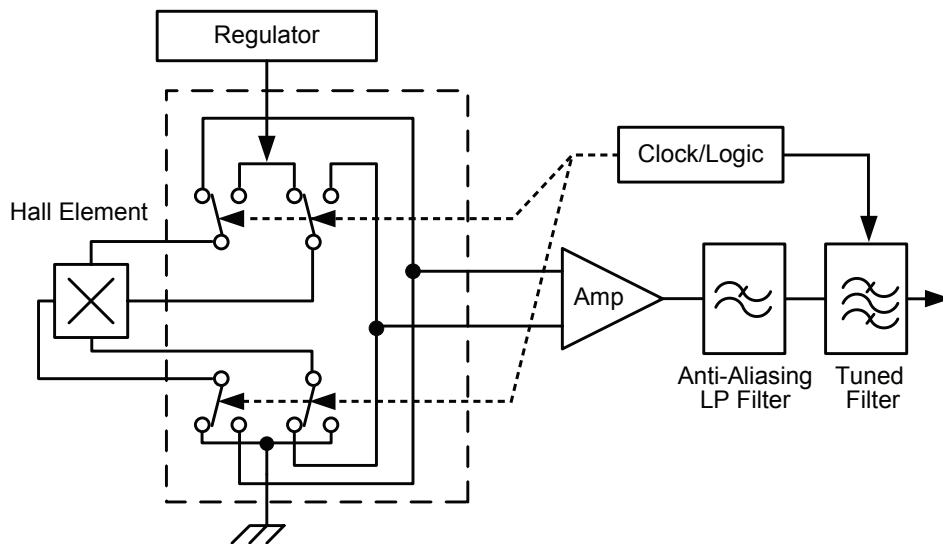 Regulator
Clock/Logic
Hall Element
Amp
Anti-Aliasing
LP Filter
Tuned
Filter